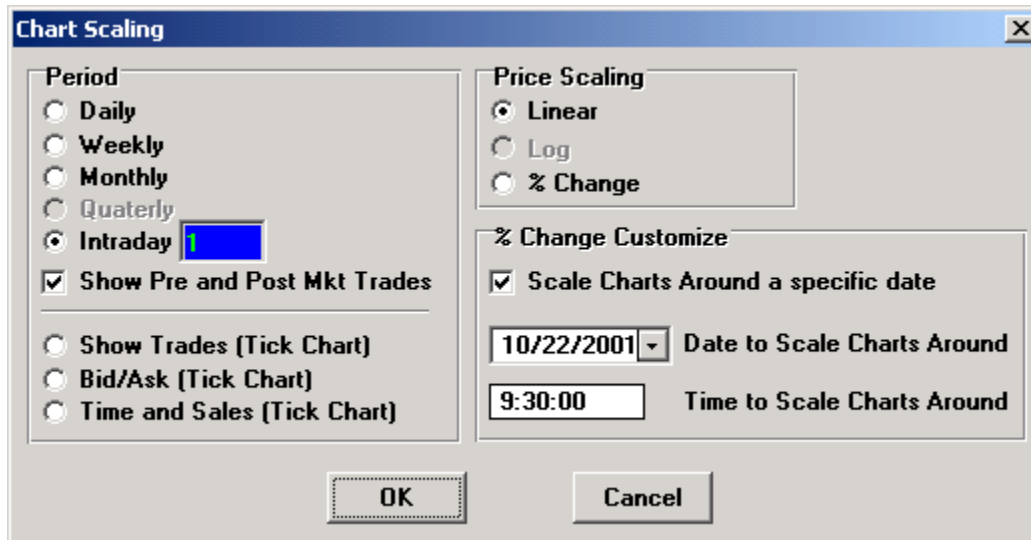 Chart Scaling
Period
Daily
Weekly
Monthly
Quaterly
Intraday 1
Show Pre and Post Mkt Trades
Show Trades (Tick Chart)
Bid/Ask (Tick Chart)
Time and Sales (Tick Chart)
Price Scaling
Linear
Log
% Change
% Change Customize
Scale Charts Around a specific date
10/22/2001 Date to Scale Charts Around
9:30:00 Time to Scale Charts Around
OK Cancel